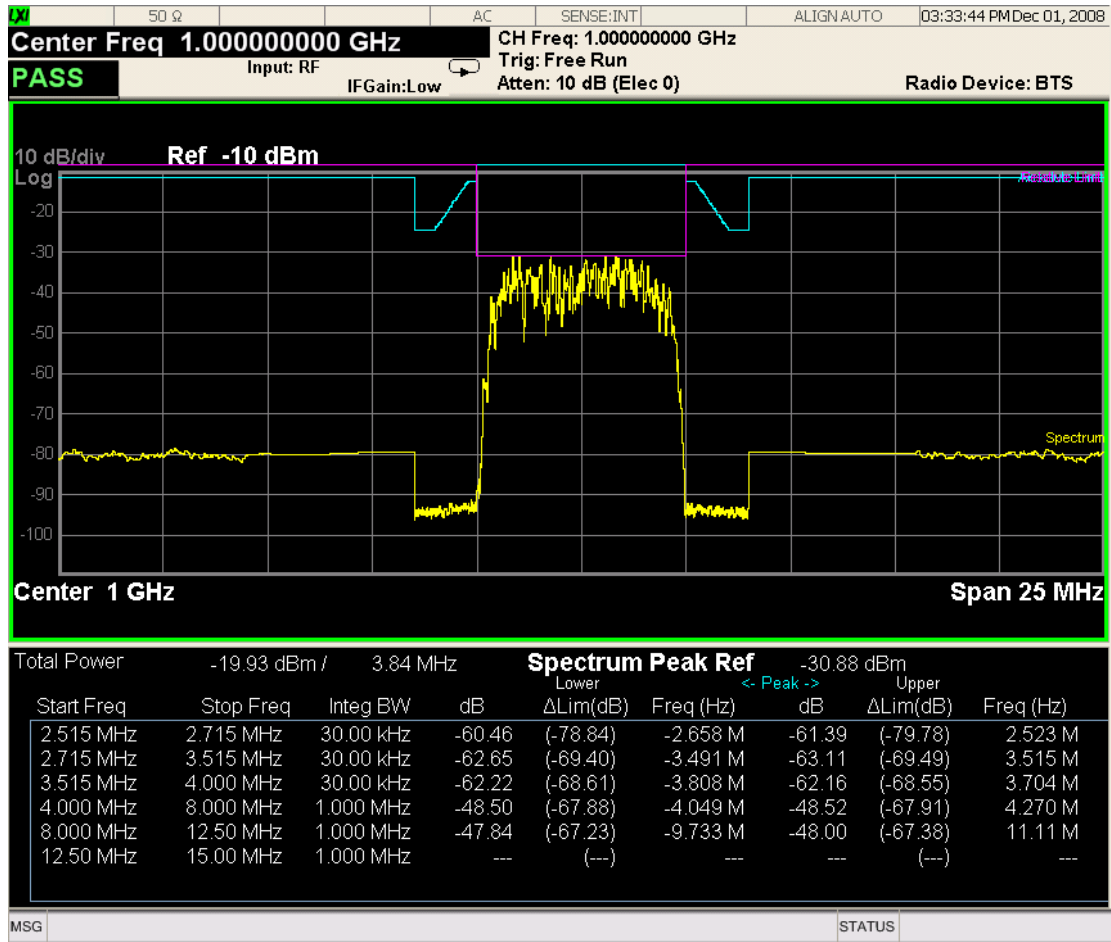 LXI 50 Ω AC SENSE:INT ALIGN AUTO 03:33:44 PM Dec 01, 2008
Center Freq 1.000000000 GHz CH Freq: 1.000000000 GHz
Input: RF Trig: Free Run
PASS IFGain:Low Atten: 10 dB (Elec 0) Radio Device: BTS
10 dB/div Ref -10 dBm
Log
-20
-30
-40
-50
-60
-70
Spectrum
-80
-90
-100
Center 1 GHz Span 25 MHz
Total Power -19.93 dBm / 3.84 MHz Spectrum Peak Ref -30.88 dBm
Lower <- Peak -> Upper
Start Freq Stop Freq Integ BW dB ΔLim(dB) Freq (Hz) dB ΔLim(dB) Freq (Hz)
2.515 MHz 2.715 MHz 30.00 kHz -60.46 (-78.84) -2.658 M -61.39 (-79.78) 2.523 M
2.715 MHz 3.515 MHz 30.00 kHz -62.65 (-69.40) -3.491 M -63.11 (-69.49) 3.515 M
3.515 MHz 4.000 MHz 30.00 kHz -62.22 (-68.61) -3.808 M -62.16 (-68.55) 3.704 M
4.000 MHz 8.000 MHz 1.000 MHz -48.50 (-67.88) -4.049 M -48.52 (-67.91) 4.270 M
8.000 MHz 12.50 MHz 1.000 MHz -47.84 (-67.23) -9.733 M -48.00 (-67.38) 11.11 M
12.50 MHz 15.00 MHz 1.000 MHz --- (---) --- --- (---) ---
MSG STATUS